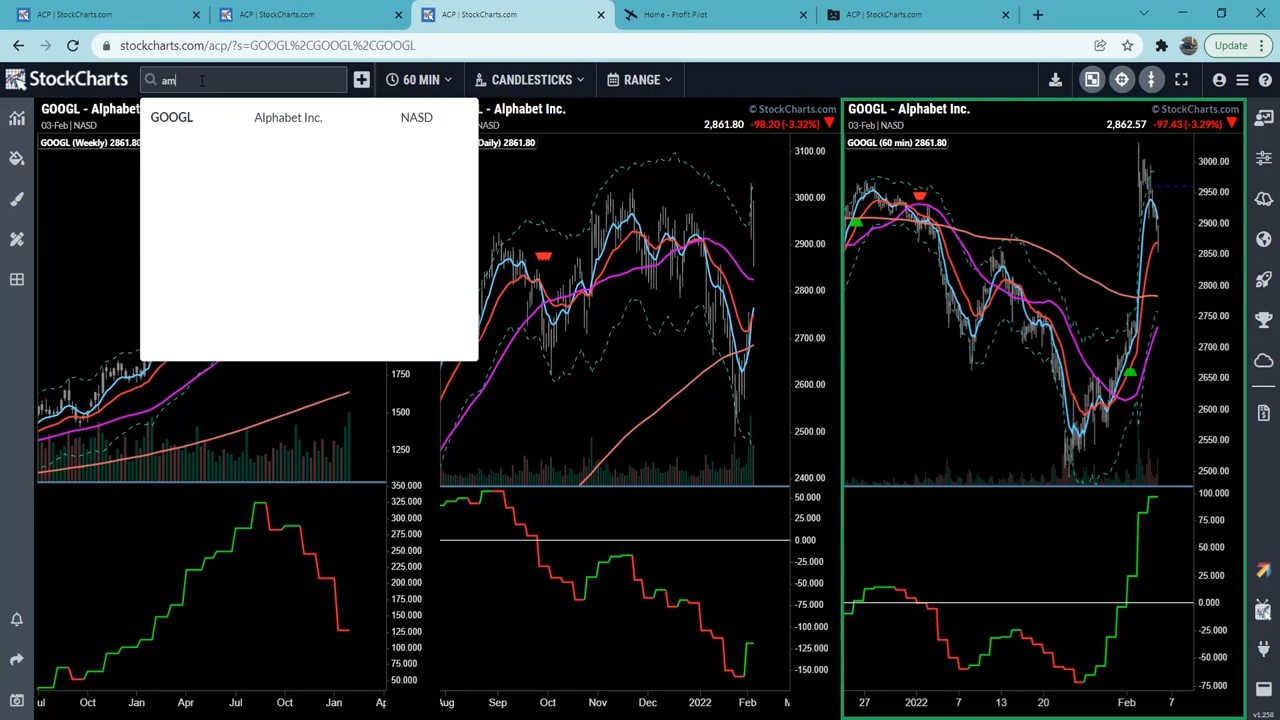 ACP | StockCharts.com
ACP | StockCharts.com
ACP | StockCharts.com
Home - Profit Pilot
ACP | StockCharts.com
stockcharts.com/acp/?s=GOOGL%2CGOOGL%2CGOOGL
Update
StockCharts
am
60 MIN
CANDLESTICKS
RANGE
GOOGL Alphabet Inc. NASD
GOOGL - Alphab
03-Feb | NASD
GOOGL (Weekly) 2861.80
1750
1500
1250
350.000
325.000
300.000
275.000
250.000
225.000
200.000
175.000
150.000
125.000
100.000
75.000
50.000
ul Oct Jan Apr Jul Oct Jan Ap
- Alphabet Inc.
© StockCharts.com
NASD
2,861.80 -98.20 (-3.32%)
Daily) 2861.80
3100.00
3000.00
2900.00
2800.00
2700.00
2600.00
2500.00
2400.00
50.000
25.000
0.000
-25.000
-50.000
-75.000
-100.000
-125.000
-150.000
Aug Sep Oct Nov Dec 2022 Feb M
GOOGL - Alphabet Inc.
© StockCharts.com
03-Feb | NASD
2,862.57 -97.43 (-3.29%)
GOOGL (60 min) 2861.80
3000.00
2950.00
2900.00
2850.00
2800.00
2750.00
2700.00
2650.00
2600.00
2550.00
2500.00
100.000
75.000
50.000
25.000
0.000
-25.000
-50.000
-75.000
27 2022 7 13 20 Feb 7
v1.258